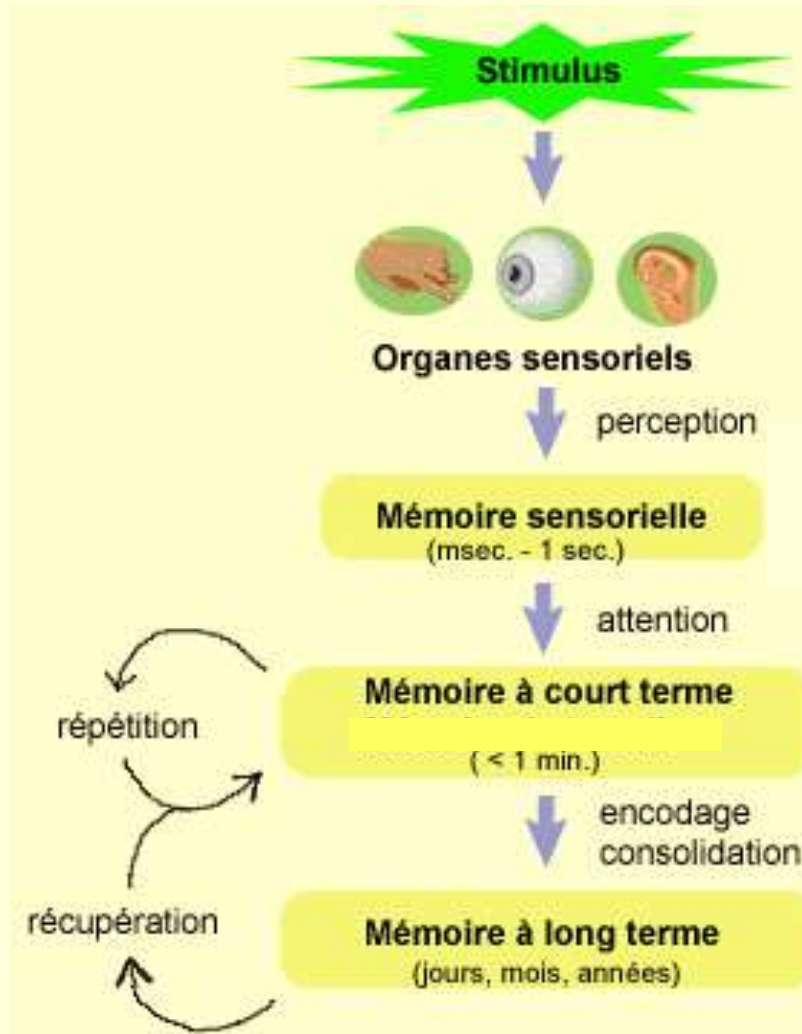 Stimulus
Organes sensoriels
perception
Mémoire sensorielle
(msec. - 1 sec.)
attention
Mémoire à court terme
répétition
( < 1 min.)
encodage
consolidation
récupération
Mémoire à long terme
(jours, mois, années)